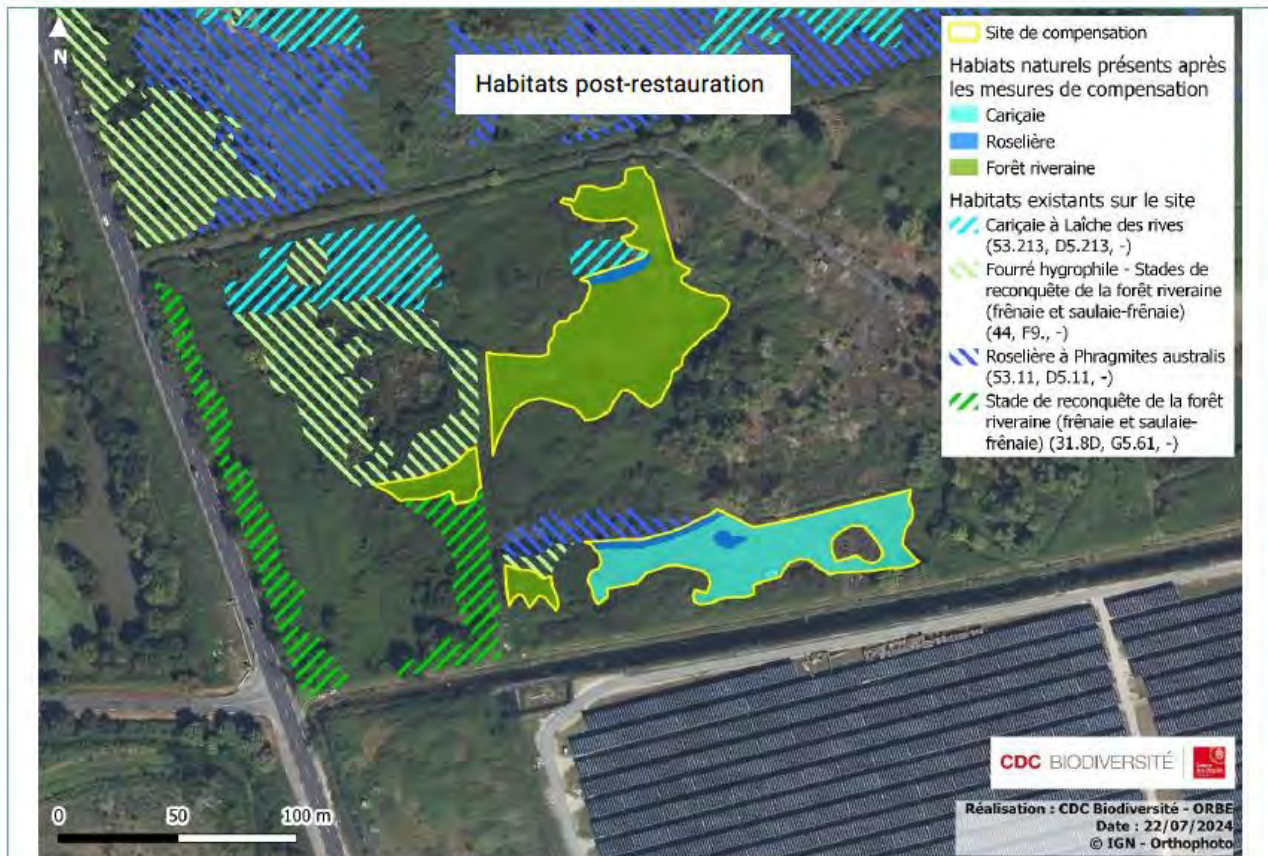 N
Habitats post-restauration
Site de compensation
Habiats naturels présents après
les mesures de compensation
Cariçaie
Roselière
Forêt riveraine
Habitats existants sur le site
Cariçaie à Laîche des rives
(53.213, D5.213, -)
Fourré hygrophile - Stades de
reconquête de la forêt riveraine
(frênaie et saulaie-frênaie)
(44, F9., -)
Roselière à Phragmites australis
(53.11, D5.11, -)
Stade de reconquête de la forêt
riveraine (frênaie et saulaie-
frênaie) (31.8D, G5.61, -)
0 50 100 m
CDC BIODIVERSITÉ
Réalisation : CDC Biodiversité - ORBE
Date : 22/07/2024
© IGN - Orthophoto